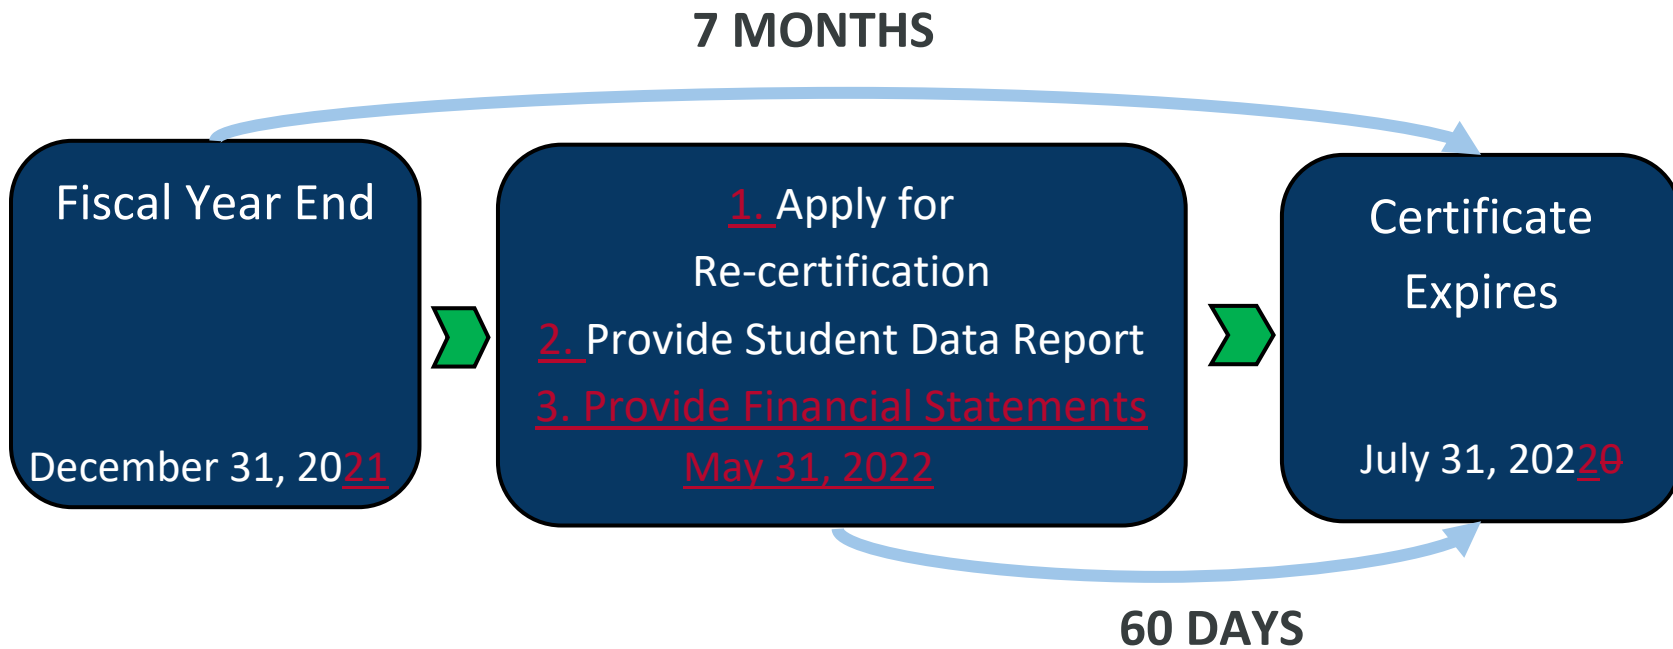 7 MONTHS
Fiscal Year End
December 31, 2021
1. Apply for
Re-certification
2. Provide Student Data Report
3. Provide Financial Statements
May 31, 2022
Certificate
Expires
July 31, 20220
60 DAYS